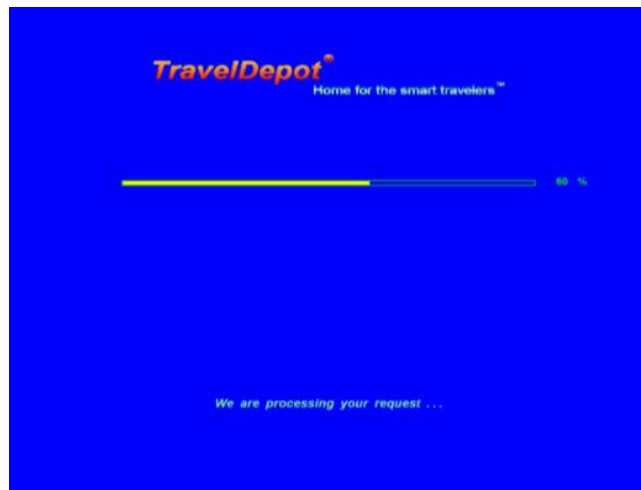 TravelDepot®
Home for the smart travelers™
60 %
We are processing your request ...